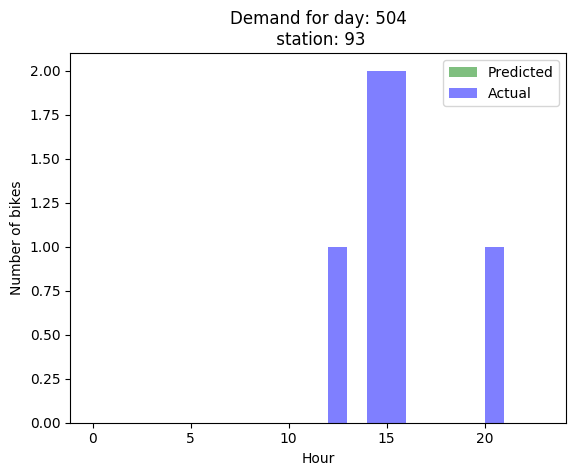 Demand for day: 504
station: 93
Predicted
Actual
2.00
1.75
1.50
1.25
1.00
0.75
0.50
0.25
0.00
Number of bikes
0 5 10 15 20
Hour